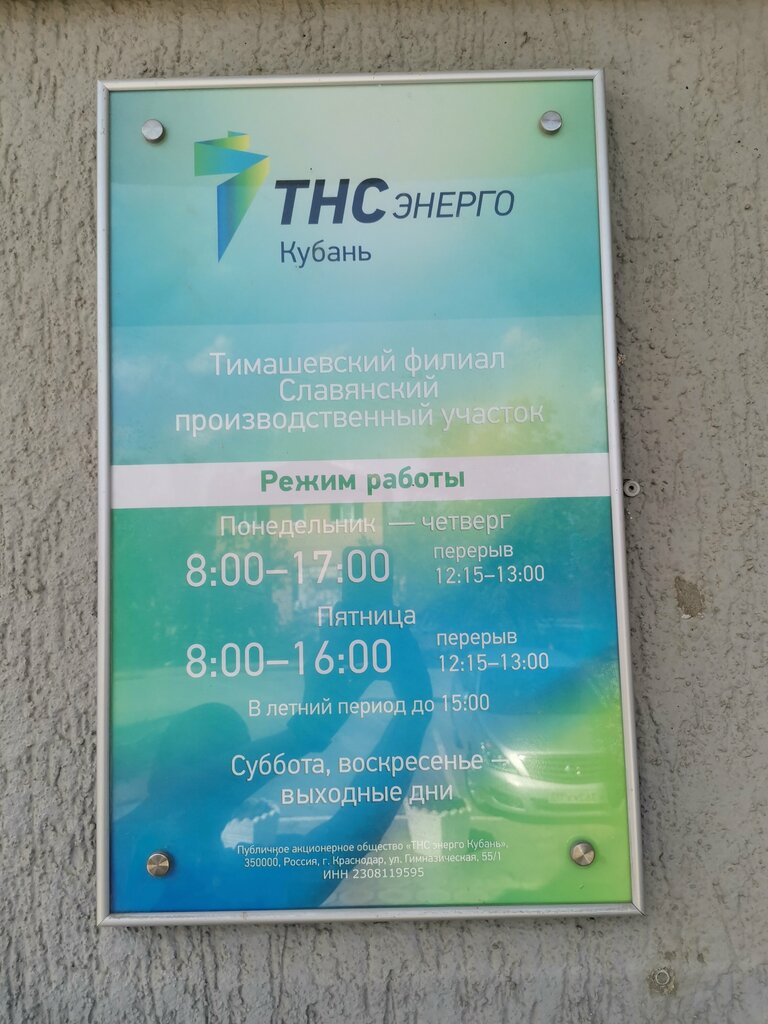 ТНС энерго
Кубань
Тимашевский филиал
Славянский
производственный участок
Режим работы
Понедельник — четверг
8:00–17:00 перерыв 12:15–13:00
Пятница
8:00–16:00 перерыв 12:15–13:00
В летний период до 15:00
Суббота, воскресенье –
выходные дни
Публичное акционерное общество «ТНС энерго Кубань».
350000, Россия, г. Краснодар, ул. Гимназическая, 55/1
ИНН 2308119595